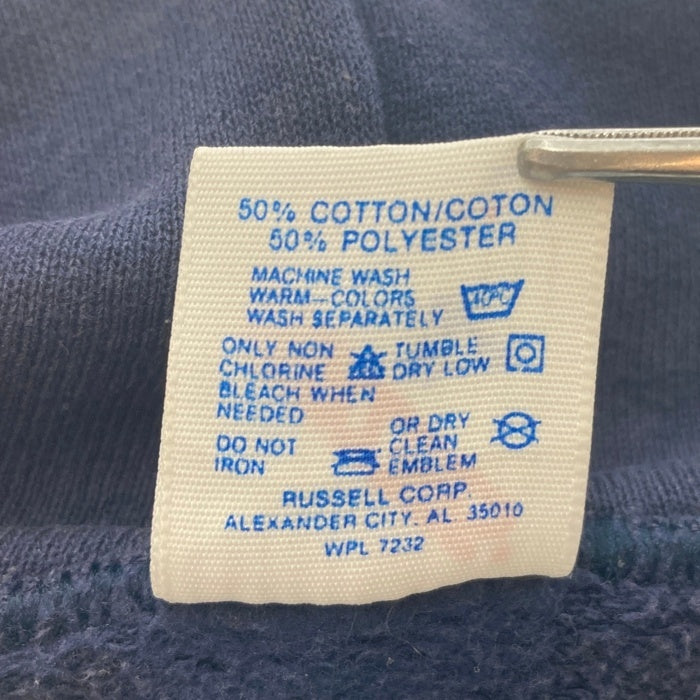 50% COTTON/COTON
50% POLYESTER
MACHINE WASH
WARM-COLORS
WASH SEPARATELY
40°C
ONLY NON
CHLORINE
BLEACH WHEN
NEEDED
TUMBLE
DRY LOW
DO NOT
IRON
OR DRY
CLEAN
EMBLEM
RUSSELL CORP.
ALEXANDER CITY, AL. 35010
WPL 7232